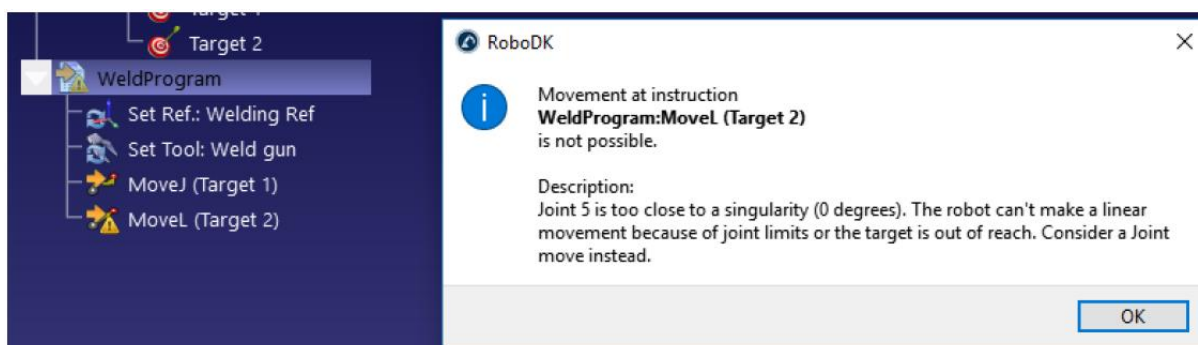 Target 2
WeldProgram
Set Ref.: Welding Ref
Set Tool: Weld gun
MoveJ (Target 1)
MoveL (Target 2)
RoboDK
Movement at instruction
WeldProgram:MoveL (Target 2)
is not possible.
Description:
Joint 5 is too close to a singularity (0 degrees). The robot can't make a linear
movement because of joint limits or the target is out of reach. Consider a Joint
move instead.
OK